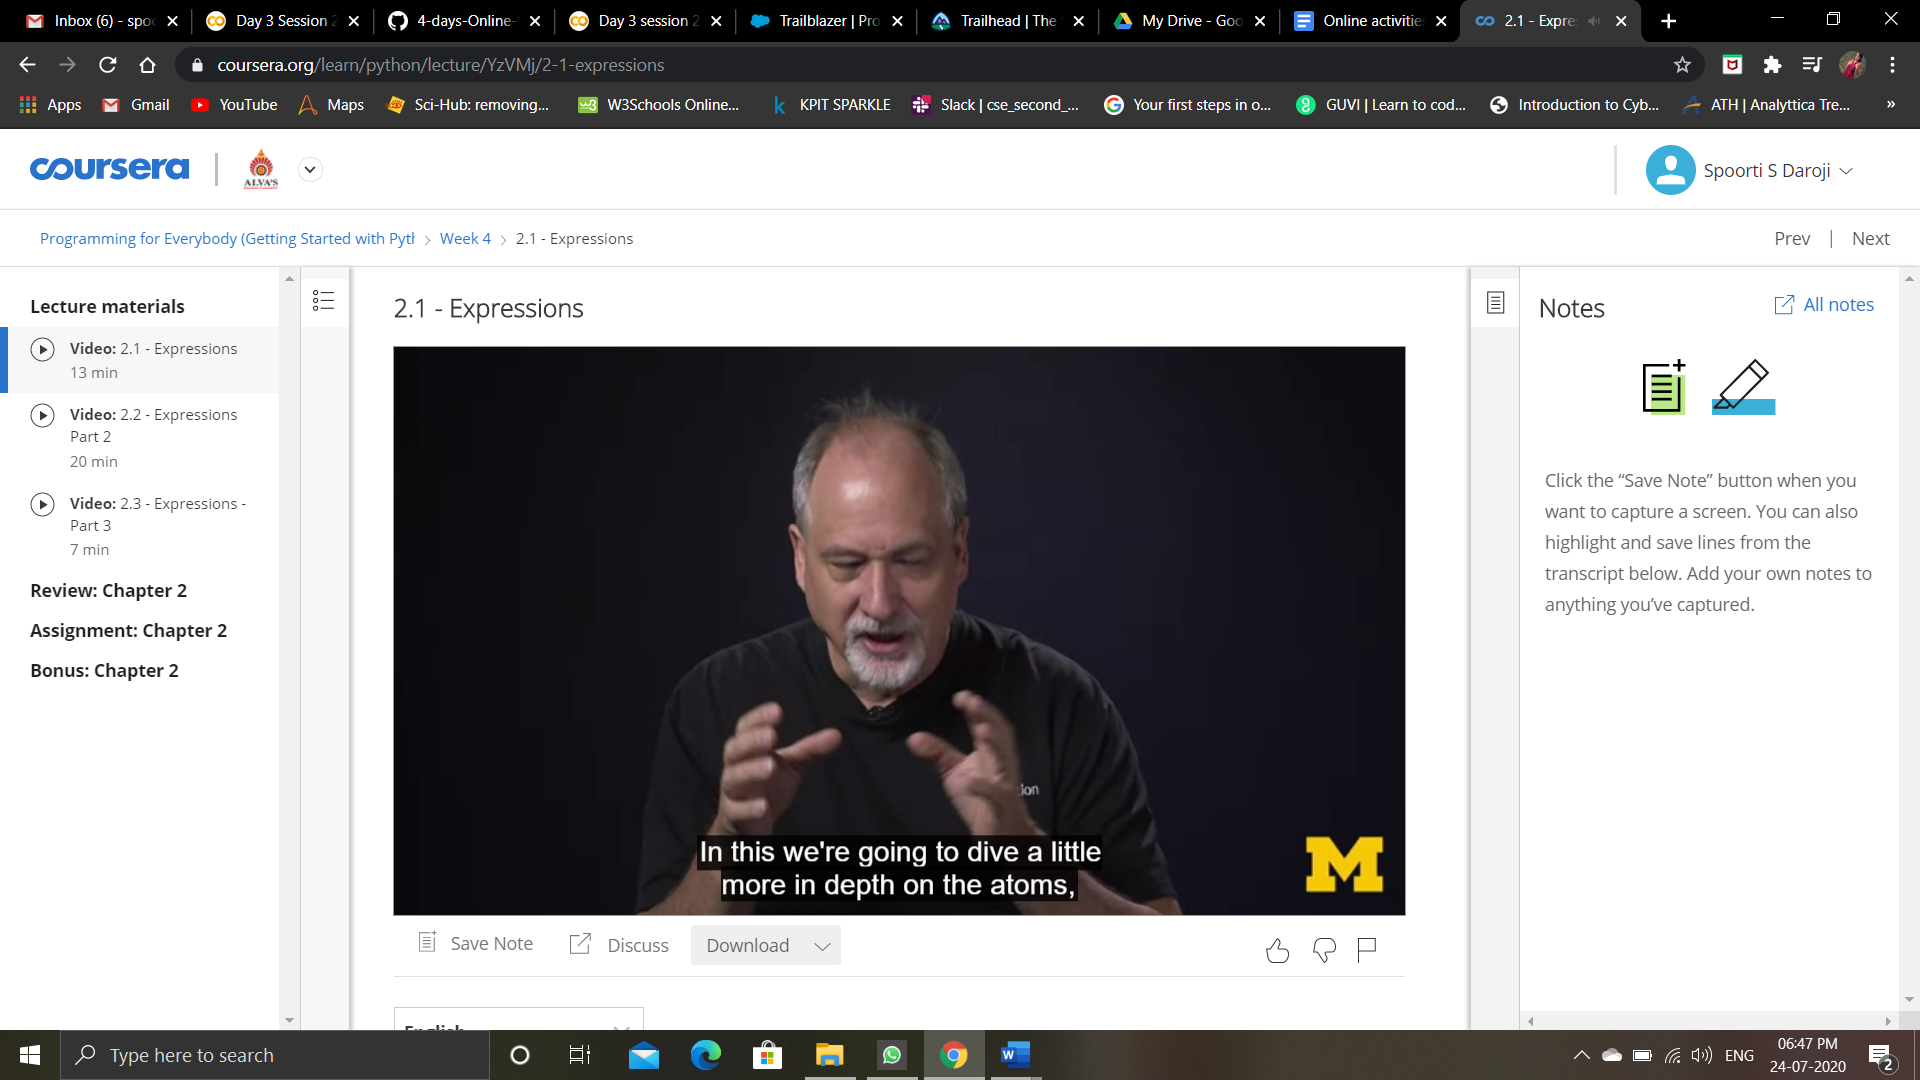 Inbox (6) - spo
Day 3 Session 2
4-days-Online-
Day 3 session 2
Trailblazer | Pro
Trailhead | The
My Drive - Goo
Online activitie
2.1 - Expre
coursera.org/learn/python/lecture/YzVMj/2-1-expressions
Apps
Gmail
YouTube
Maps
Sci-Hub: removing...
W3Schools Online...
KPIT SPARKLE
Slack | cse_second_...
Your first steps in o...
GUVI | Learn to cod...
Introduction to Cyb...
ATH | Analyttica Tre...
»
coursera
ALVA'S
Spoorti S Daroji
Programming for Everybody (Getting Started with Pyth
Week 4
2.1 - Expressions
Prev | Next
Lecture materials
Video: 2.1 - Expressions
13 min
Video: 2.2 - Expressions
Part 2
20 min
Video: 2.3 - Expressions -
Part 3
7 min
Review: Chapter 2
Assignment: Chapter 2
Bonus: Chapter 2
2.1 - Expressions
tion
In this we're going to dive a little
more in depth on the atoms,
M
Save Note
Discuss
Download
English
Notes
All notes
Click the “Save Note” button when you
want to capture a screen. You can also
highlight and save lines from the
transcript below. Add your own notes to
anything you’ve captured.
Type here to search
ENG
06:47 PM
24-07-2020
2